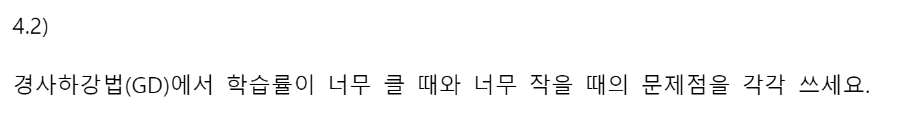 4.2)
경사하강법(GD)에서 학습률이 너무 클 때와 너무 작을 때의 문제점을 각각 쓰세요.